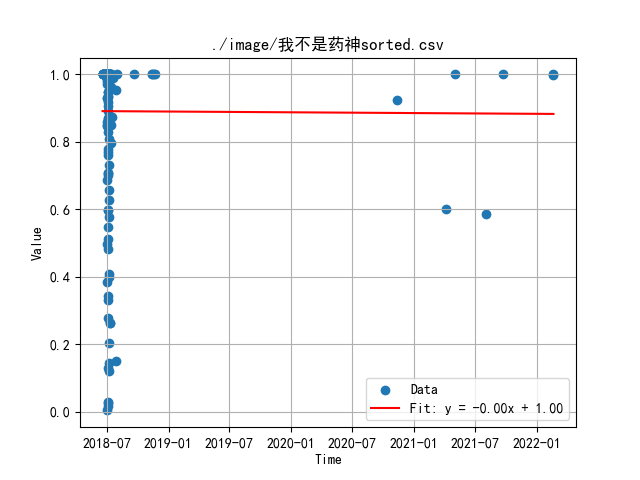 ./image/我不是药神sorted.csv
1.0
0.8
0.6
0.4
0.2
0.0
Value
Data
Fit: y = -0.00x + 1.00
2018-07 2019-01 2019-07 2020-01 2020-07 2021-01 2021-07 2022-01
Time